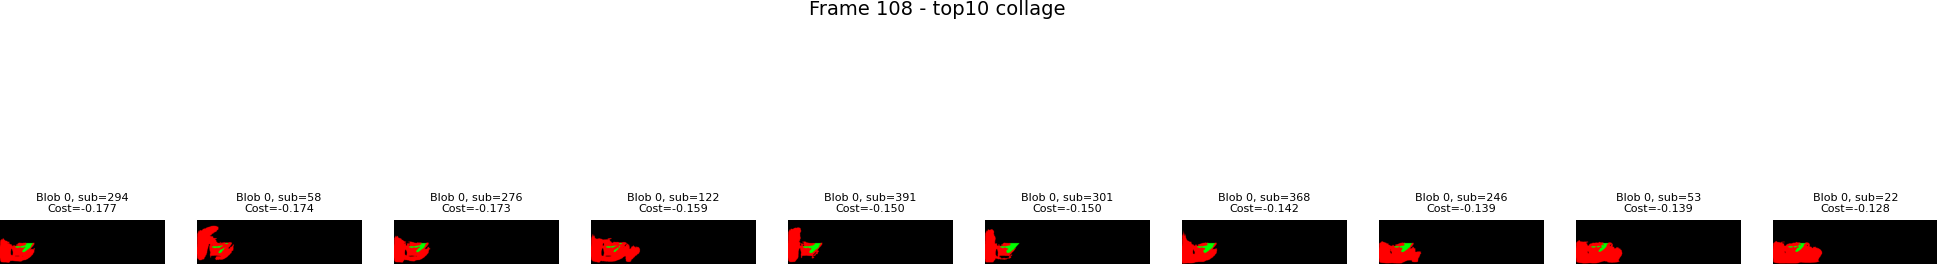 Frame 108 - top10 collage
Blob 0, sub=294
Cost=-0.177
Blob 0, sub=58
Cost=-0.174
Blob 0, sub=276
Cost=-0.173
Blob 0, sub=122
Cost=-0.159
Blob 0, sub=391
Cost=-0.150
Blob 0, sub=301
Cost=-0.150
Blob 0, sub=368
Cost=-0.142
Blob 0, sub=246
Cost=-0.139
Blob 0, sub=53
Cost=-0.139
Blob 0, sub=22
Cost=-0.128